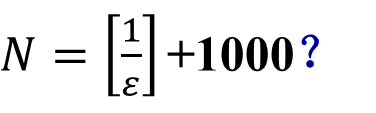 N = [1/ε] +1000?